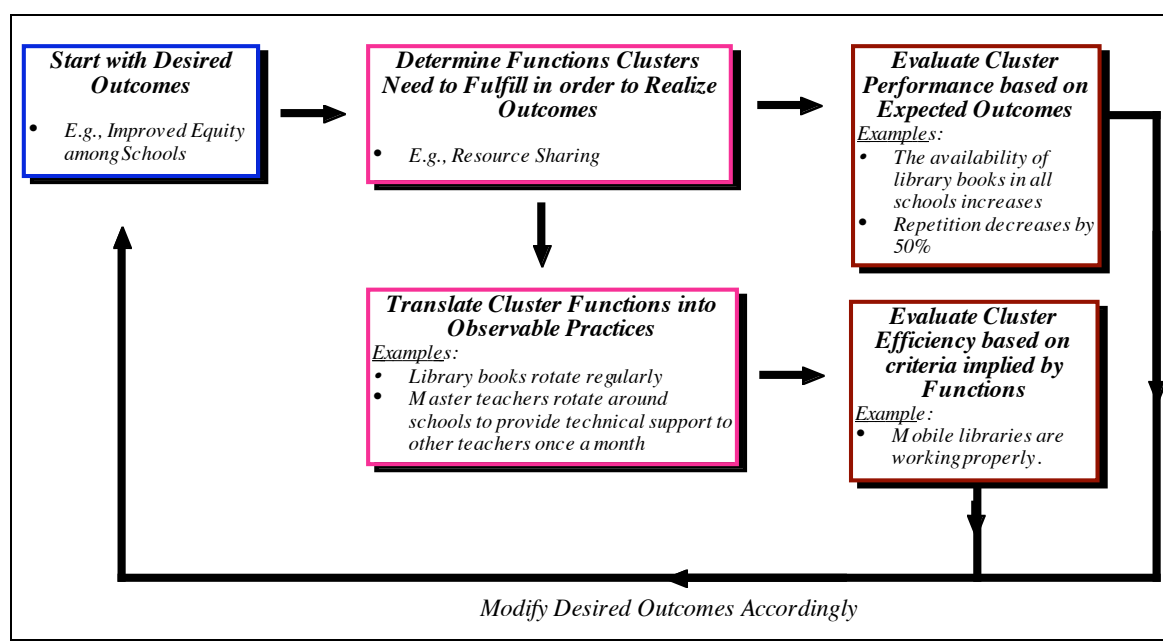 Start with Desired
Outcomes
• E.g., Improved Equity
among Schools
Determine Functions Clusters
Need to Fulfill in order to Realize
Outcomes
• E.g., Resource Sharing
Evaluate Cluster
Performance based on
Expected Outcomes
Examples:
• The availability of
library books in all
schools increases
• Repetition decreases by
50%
Translate Cluster Functions into
Observable Practices
Examples:
• Library books rotate regularly
• Master teachers rotate around
schools to provide technical support to
other teachers once a month
Evaluate Cluster
Efficiency based on
criteria implied by
Functions
Example:
• Mobile libraries are
working properly.
Modify Desired Outcomes Accordingly